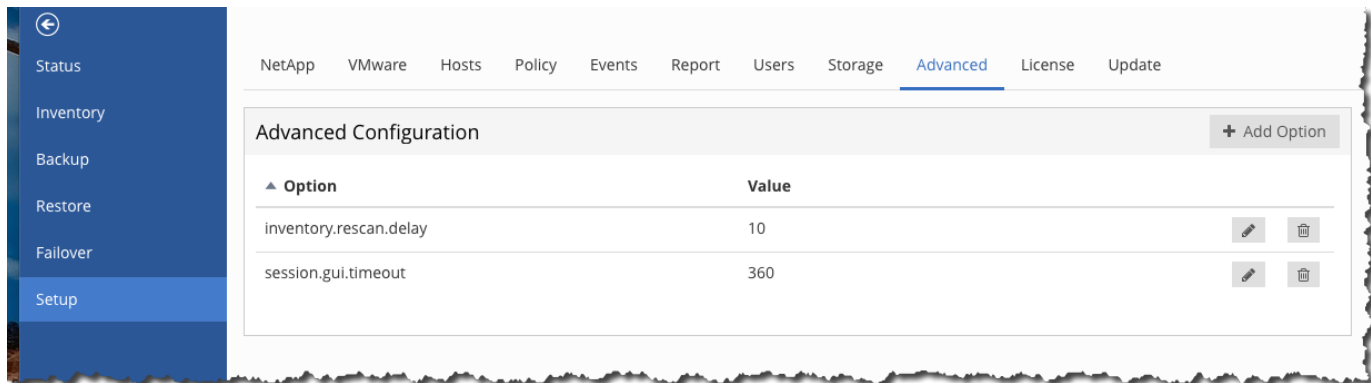 Status
Inventory
Backup
Restore
Failover
Setup
NetApp VMware Hosts Policy Events Report Users Storage Advanced License Update
Advanced Configuration
+ Add Option
Option Value
inventory.rescan.delay 10
session.gui.timeout 360